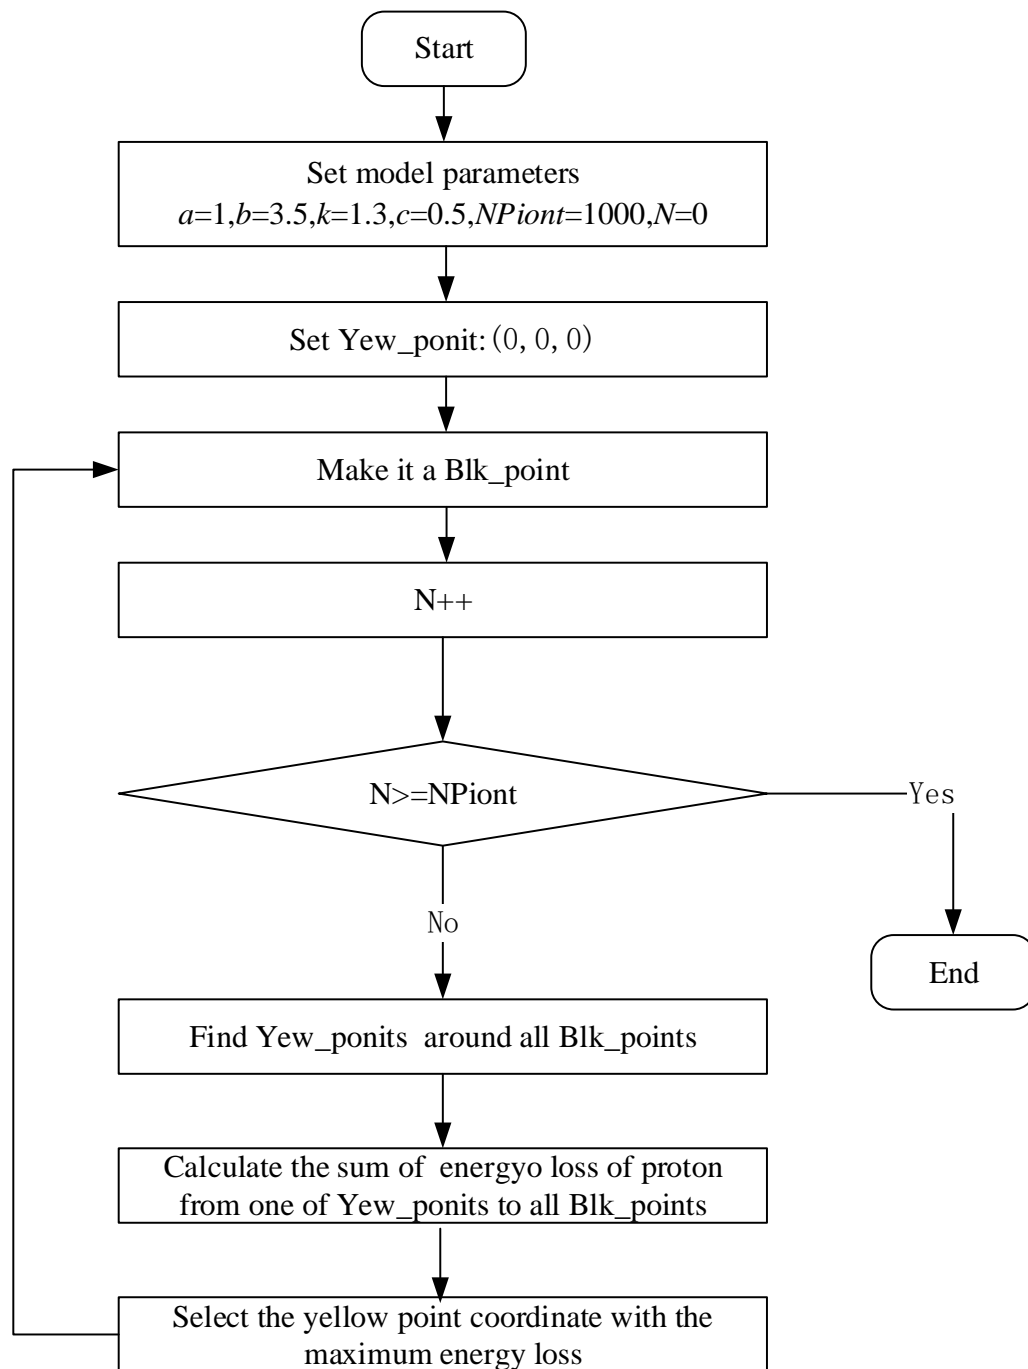 Start
Set model parameters
a=1,b=3.5,k=1.3,c=0.5,NPiont=1000,N=0
Set Yew_ponit:(0,0,0)
Make it a Blk_point
N++
N>=NPiont
Yes
No
End
Find Yew_ponits around all Blk_points
Calculate the sum of energyo loss of proton
from one of Yew_ponits to all Blk_points
Select the yellow point coordinate with the
maximum energy loss